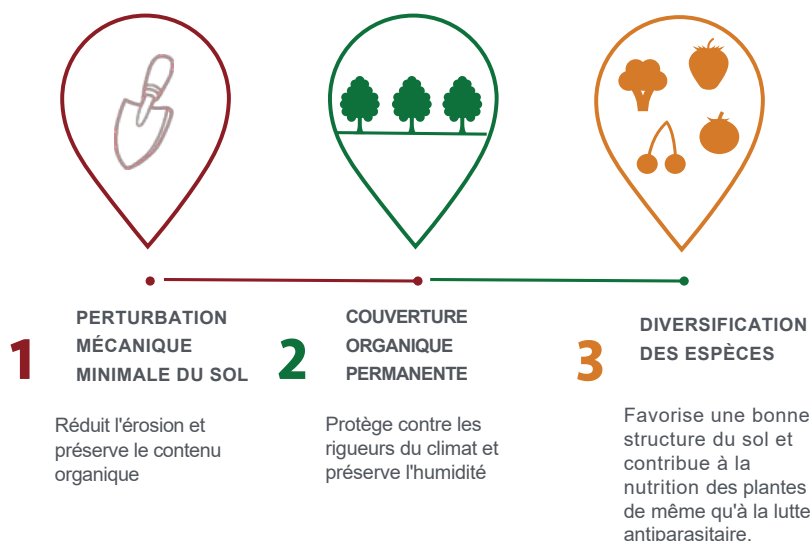 1
PERTURBATION
MÉCANIQUE
MINIMALE DU SOL
Réduit l'érosion et
préserve le contenu
organique
2
COUVERTURE
ORGANIQUE
PERMANENTE
Protège contre les
rigueurs du climat et
préserve l'humidité
3
DIVERSIFICATION
DES ESPÈCES
Favorise une bonne
structure du sol et
contribue à la
nutrition des plantes
de même qu'à la lutte
antiparasitaire.